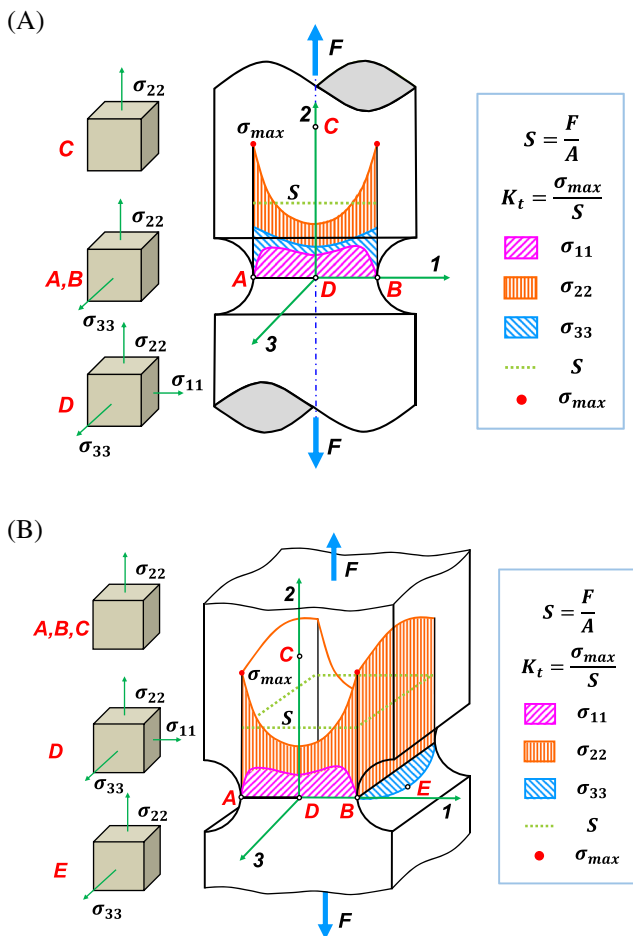 (A)
F
σ22
C
2
C
σmax
S
σ22
A,B
σ33
A
D
B
1
3
σ22
σ11
D
σ33
F
S = F/A
Kt = σmax/S
σ11
σ22
σ33
S
σmax
(B)
F
σ22
A,B,C
2
C
σmax
S
σ22
σ11
D
σ33
A
D
B
E
1
3
σ22
E
σ33
F
S = F/A
Kt = σmax/S
σ11
σ22
σ33
S
σmax